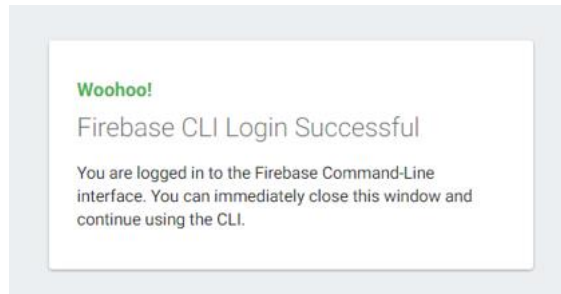 Woohoo!
Firebase CLI Login Successful
You are logged in to the Firebase Command-Line
interface. You can immediately close this window and
continue using the CLI.